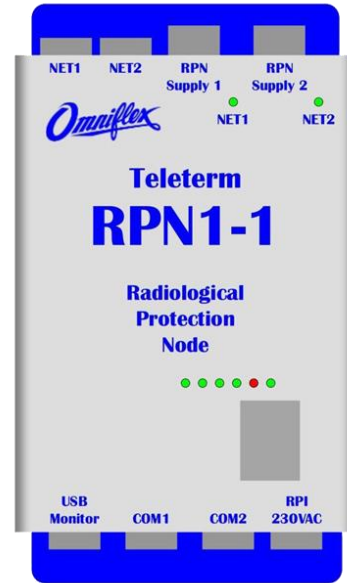 NET1 NET2 RPN RPN
Supply 1 Supply 2
NET1 NET2
Omniflex
Teleterm
RPN1-1
Radiological
Protection
Node
USB RPI
Monitor COM1 COM2 230VAC